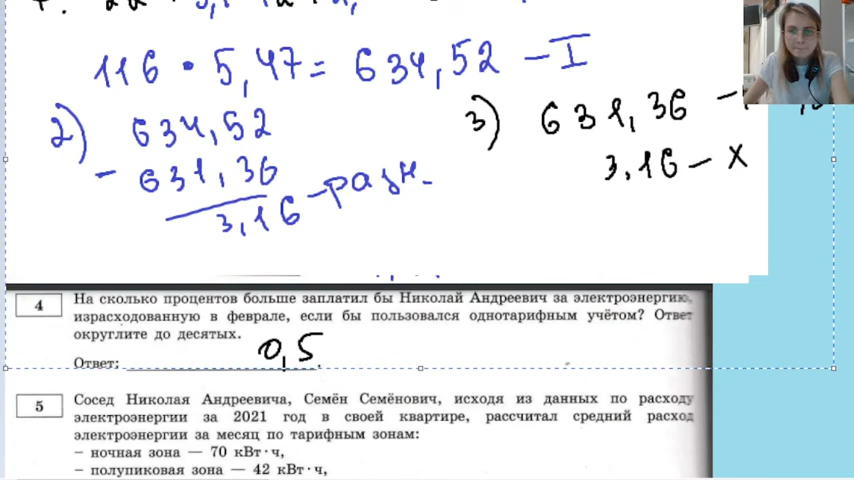 116 · 5,47 = 634,52 – I
2) 634,52
– 631,36
3,16 – разн.
3) 631,36 –
3,16 – x
4
На сколько процентов больше заплатил бы Николай Андреевич за электроэнергию,
израсходованную в феврале, если бы пользовался однотарифным учётом? Ответ
округлите до десятых.
Ответ: 0,5.
5
Сосед Николая Андреевича, Семён Семёнович, исходя из данных по расходу
электроэнергии за 2021 год в своей квартире, рассчитал средний расход
электроэнергии за месяц по тарифным зонам:
– ночная зона — 70 кВт·ч,
– полупиковая зона — 42 кВт·ч,